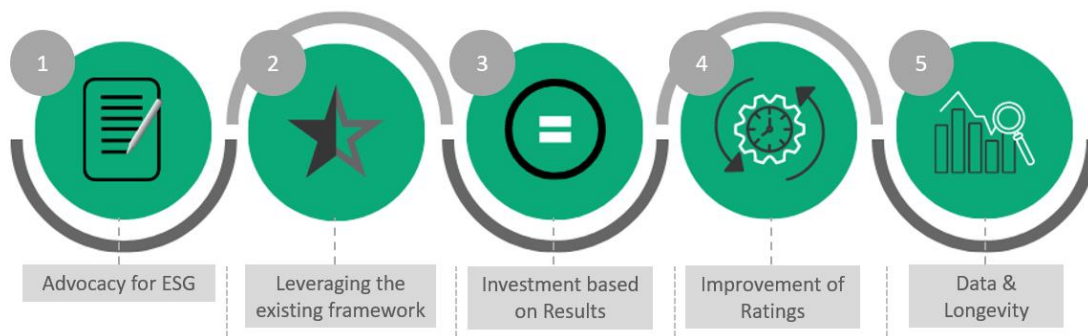 1
2
3
4
5
Advocacy for ESG
Leveraging the
existing framework
Investment based
on Results
Improvement of
Ratings
Data &
Longevity